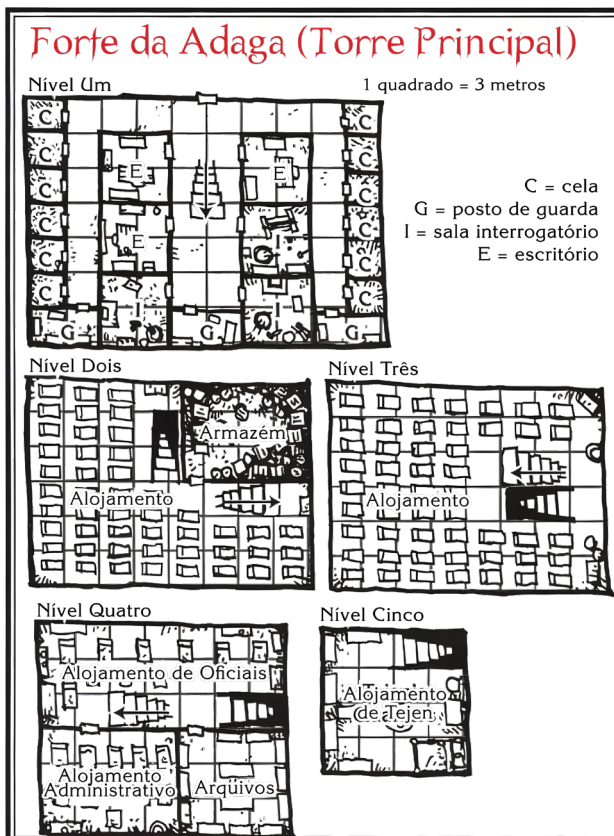 Forte da Adaga (Torre Principal)
Nível Um
1 quadrado = 3 metros
C = cela
G = posto de guarda
I = sala interrogatório
E = escritório
C
C
E
E
C
C
C
C
C
E
I
C
C
C
C
I
I
C
G
G
G
Nível Dois
Armazém
Alojamento
Nível Três
Alojamento
Nível Quatro
Alojamento de Oficiais
Alojamento
Administrativo
Arquivos
Nível Cinco
Alojamento
de Tejen